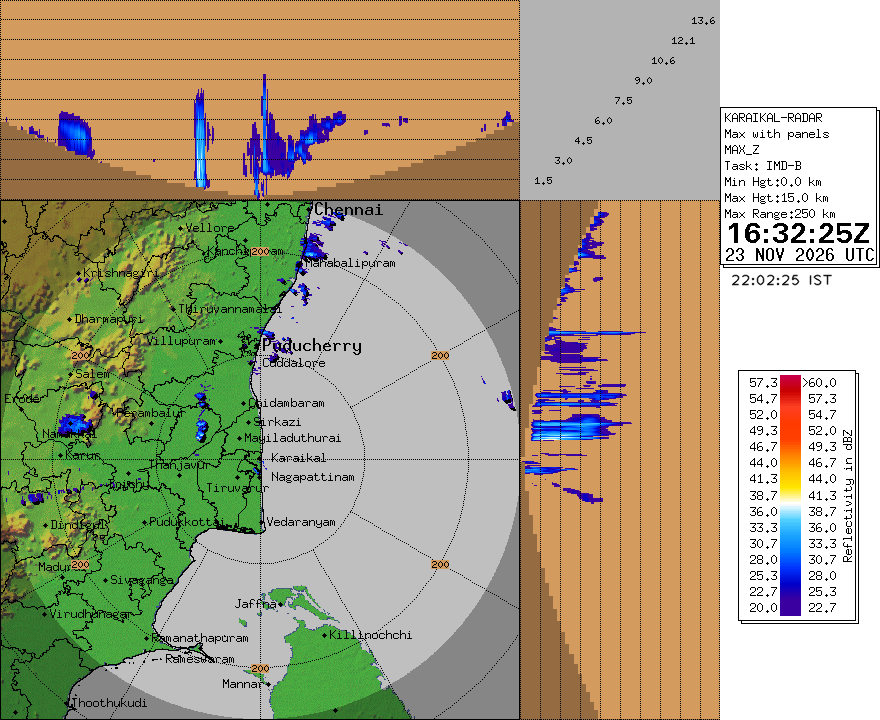 13.6
12.1
10.6
9.0
7.5
6.0
4.5
3.0
1.5
KARAIKAL-RADAR
Max with panels
MAX_Z
Task: IMD-B
Min Hgt:0.0 km
Max Hgt:15.0 km
Max Range:250 km
16:32:25Z
23 NOV 2026 UTC
22:02:25 IST
Chennai
Vellore
200
Mahabalipuram
Krishnagiri
Thiruvannamalai
Dharmapuri
Villupuram
Puducherry
200
200
Cuddalore
Salem
Erode
Perambalur
Chidambaram
Sirkazi
Namakkal
Mayiladuthurai
Karur
Karaikal
Thanjavur
Nagapattinam
Tiruvarur
Dindigul
Pudukkottai
Vedaranyam
200
200
Madurai
Sivaganga
Jaffna
Virudhunagar
Killinochchi
Ramanathapuram
Rameswaram
200
Mannar
Thoothukudi
57.3 >60.0
54.7 57.3
52.0 54.7
49.3 52.0
46.7 49.3
44.0 46.7
41.3 44.0
38.7 41.3
36.0 38.7
33.3 36.0
30.7 33.3
28.0 30.7
25.3 28.0
22.7 25.3
20.0 22.7
Reflectivity in dBZ